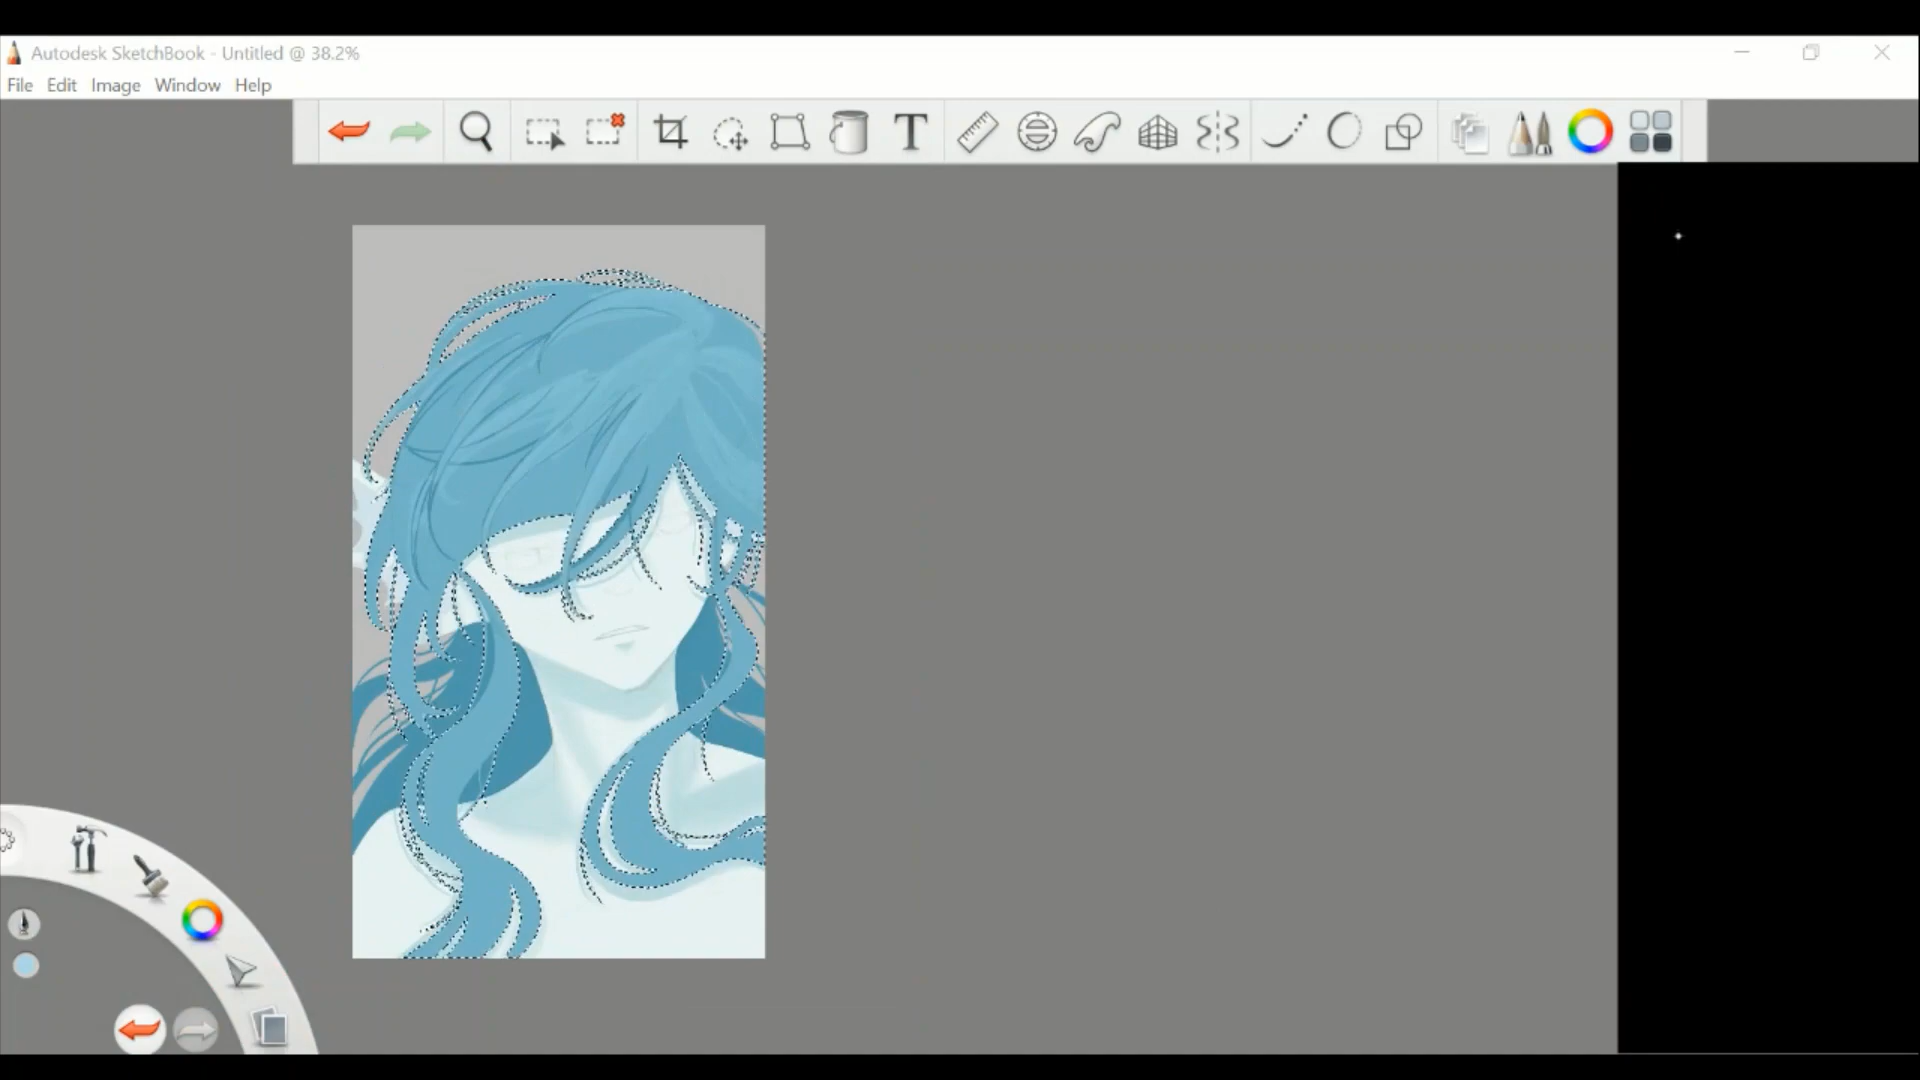 Autodesk SketchBook - Untitled @ 38.2%
File Edit Image Window Help
T